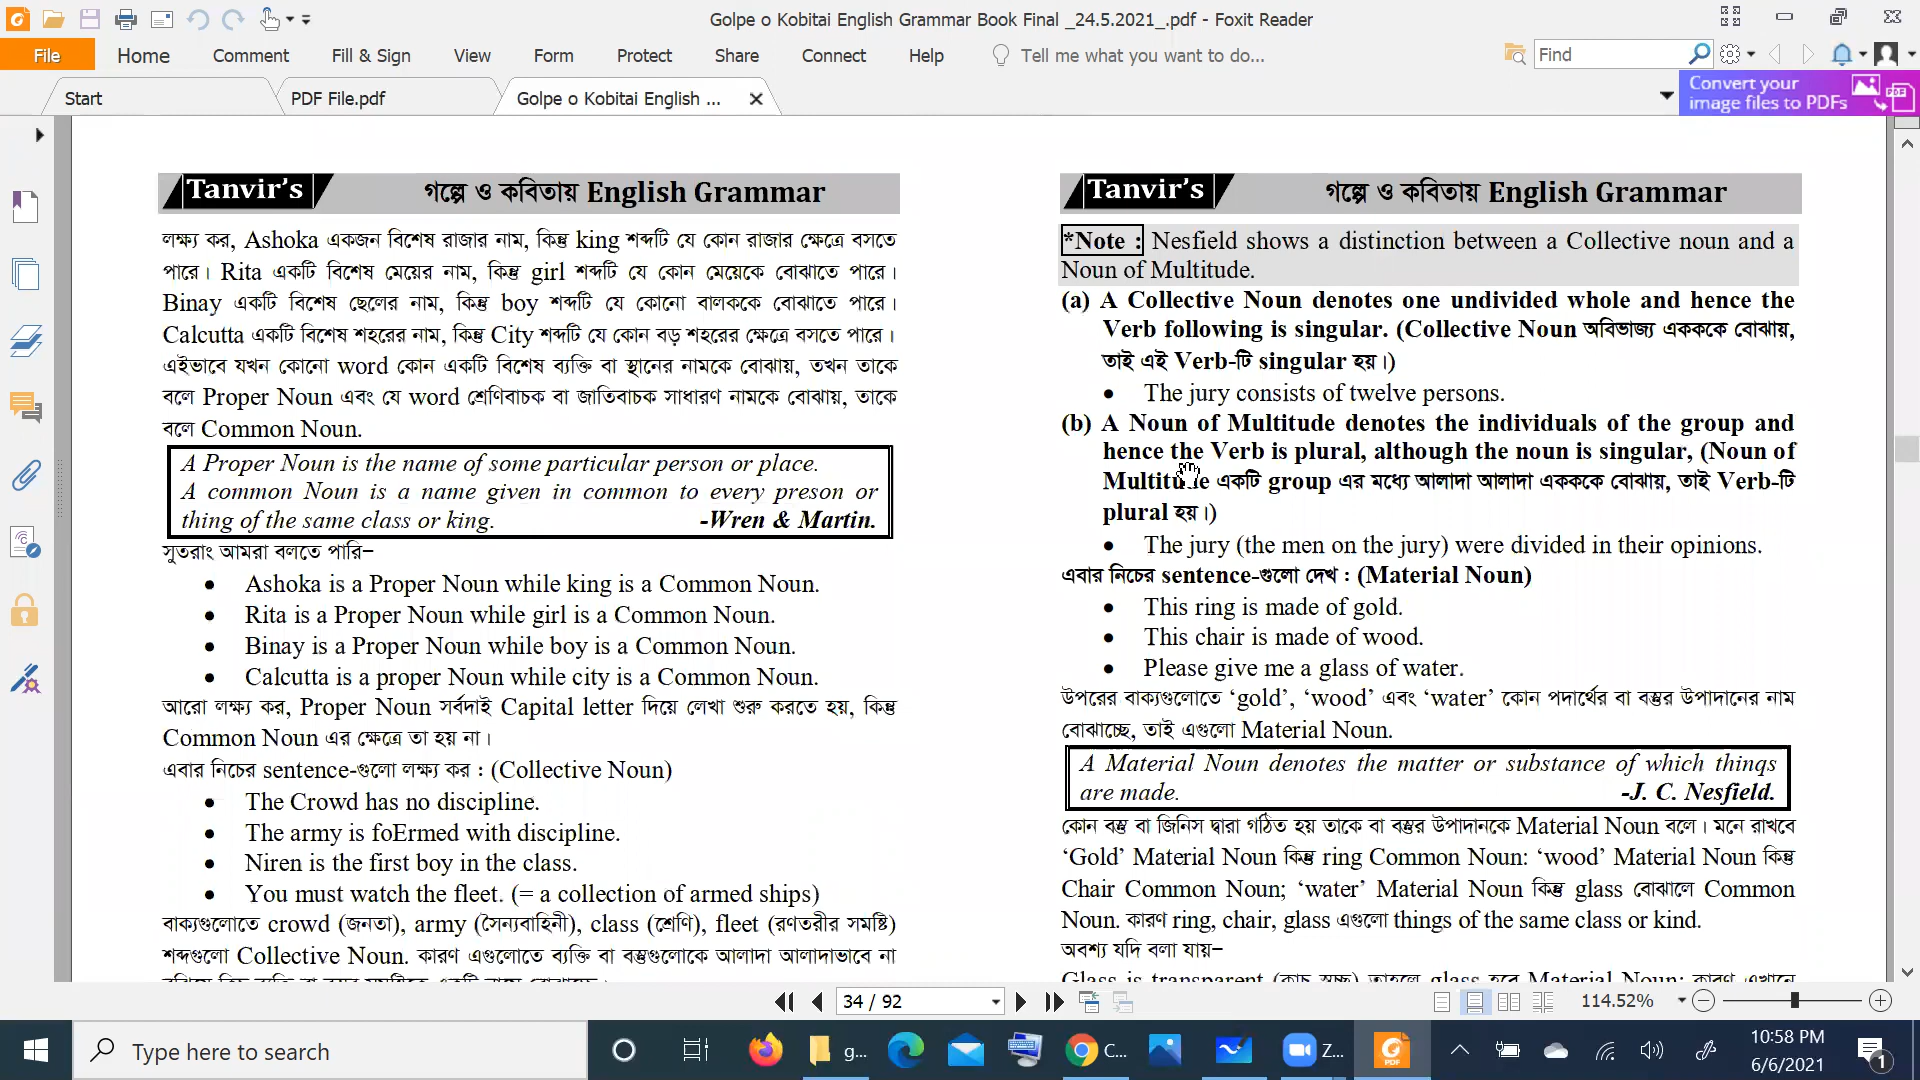 Golpe o Kobitai English Grammar Book Final _24.5.2021_.pdf - Foxit Reader
File Home Comment Fill & Sign View Form Protect Share Connect Help Tell me what you want to do... Find
Start PDF File.pdf Golpe o Kobitai English ...
Convert your
image files to PDFs
Tanvir's গল্পে ও কবিতায় English Grammar
লক্ষ্য কর, Ashoka একজন বিশেষ রাজার নাম, কিন্তু king শব্দটি যে কোন রাজার ক্ষেত্রে বসতে
পারে। Rita একটি বিশেষ মেয়ের নাম, কিন্তু girl শব্দটি যে কোন মেয়েকে বোঝাতে পারে।
Binay একটি বিশেষ ছেলের নাম, কিন্তু boy শব্দটি যে কোনো বালককে বোঝাতে পারে।
Calcutta একটি বিশেষ শহরের নাম, কিন্তু City শব্দটি যে কোন বড় শহরের ক্ষেত্রে বসতে পারে।
এইভাবে যখন কোনো word কোন একটি বিশেষ ব্যক্তি বা স্থানের নামকে বোঝায়, তখন তাকে
বলে Proper Noun এবং যে word শ্রেণিবাচক বা জাতিবাচক সাধারণ নামকে বোঝায়, তাকে
বলে Common Noun.
A Proper Noun is the name of some particular person or place.
A common Noun is a name given in common to every preson or
thing of the same class or king. -Wren & Martin.
সুতরাং আমরা বলতে পারি–
• Ashoka is a Proper Noun while king is a Common Noun.
• Rita is a Proper Noun while girl is a Common Noun.
• Binay is a Proper Noun while boy is a Common Noun.
• Calcutta is a proper Noun while city is a Common Noun.
আরো লক্ষ্য কর, Proper Noun সর্বদাই Capital letter দিয়ে লেখা শুরু করতে হয়, কিন্তু
Common Noun এর ক্ষেত্রে তা হয় না।
এবার নিচের sentence-গুলো লক্ষ্য কর : (Collective Noun)
• The Crowd has no discipline.
• The army is foErmed with discipline.
• Niren is the first boy in the class.
• You must watch the fleet. (= a collection of armed ships)
বাক্যগুলোতে crowd (জনতা), army (সৈন্যবাহিনী), class (শ্রেণি), fleet (রণতরীর সমষ্টি)
শব্দগুলো Collective Noun. কারণ এগুলোতে ব্যক্তি বা বস্তুগুলোকে আলাদা আলাদাভাবে না
Tanvir's গল্পে ও কবিতায় English Grammar
*Note : Nesfield shows a distinction between a Collective noun and a
Noun of Multitude.
(a) A Collective Noun denotes one undivided whole and hence the
Verb following is singular. (Collective Noun অবিভাজ্য একককে বোঝায়,
তাই এই Verb-টি singular হয়।)
• The jury consists of twelve persons.
(b) A Noun of Multitude denotes the individuals of the group and
hence the Verb is plural, although the noun is singular, (Noun of
Multitude একটি group এর মধ্যে আলাদা আলাদা একককে বোঝায়, তাই Verb-টি
plural হয়।)
• The jury (the men on the jury) were divided in their opinions.
এবার নিচের sentence-গুলো দেখ : (Material Noun)
• This ring is made of gold.
• This chair is made of wood.
• Please give me a glass of water.
উপরের বাক্যগুলোতে ‘gold’, ‘wood’ এবং ‘water’ কোন পদার্থের বা বস্তুর উপাদানের নাম
বোঝাচ্ছে, তাই এগুলো Material Noun.
A Material Noun denotes the matter or substance of which thinqs
are made. -J. C. Nesfield.
কোন বস্তু বা জিনিস দ্বারা গঠিত হয় তাকে বা বস্তুর উপাদানকে Material Noun বলে। মনে রাখবে
‘Gold’ Material Noun কিন্তু ring Common Noun: ‘wood’ Material Noun কিন্তু
Chair Common Noun; ‘water’ Material Noun কিন্তু glass বোঝালে Common
Noun. কারণ ring, chair, glass এগুলো things of the same class or kind.
অবশ্য যদি বলা যায়–
Glass is transparent (কাচ স্বচ্ছ) তাহলে glass হবে Material Noun; কারণ এখানে
34 / 92 114.52%
Type here to search g... C... Z... 10:58 PM
6/6/2021 1